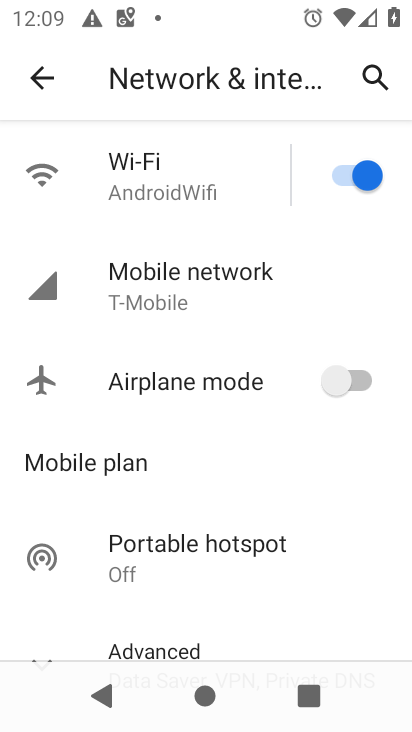 12:09
Network & inte...
Wi-Fi
AndroidWifi
Mobile network
T-Mobile
Airplane mode
Mobile plan
Portable hotspot
Off
Advanced
Data Saver, VPN, Private DNS